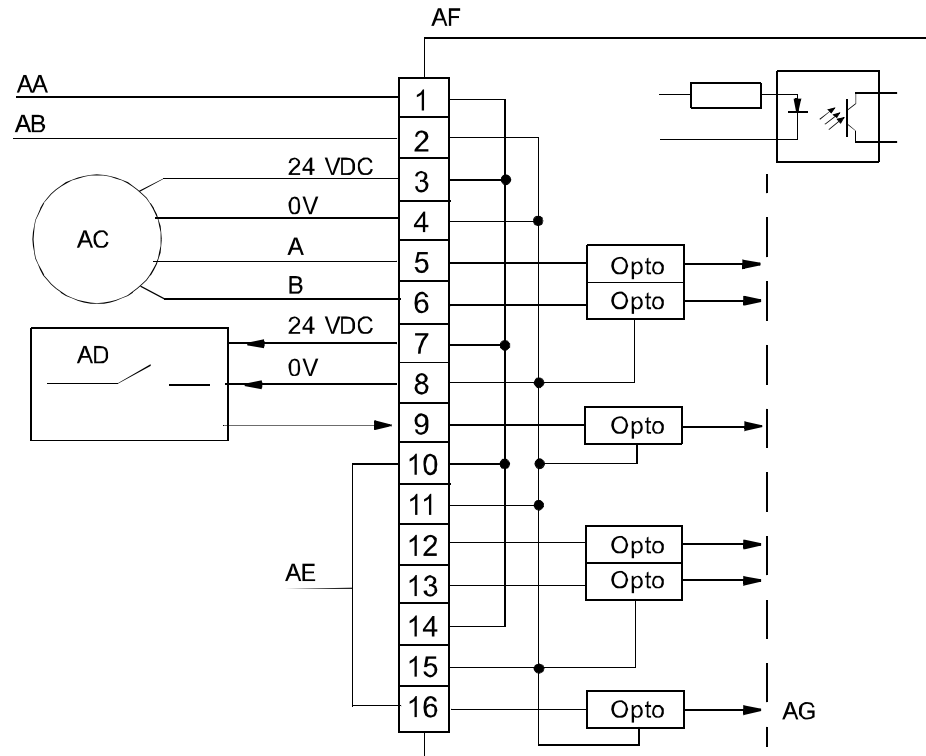 AF
AA
1
AB
2
24 VDC
3
0V
4
AC
A
5
Opto
B
6
Opto
24 VDC
7
AD
0V
8
9
Opto
10
11
12
Opto
AE
13
Opto
14
15
16
Opto
AG